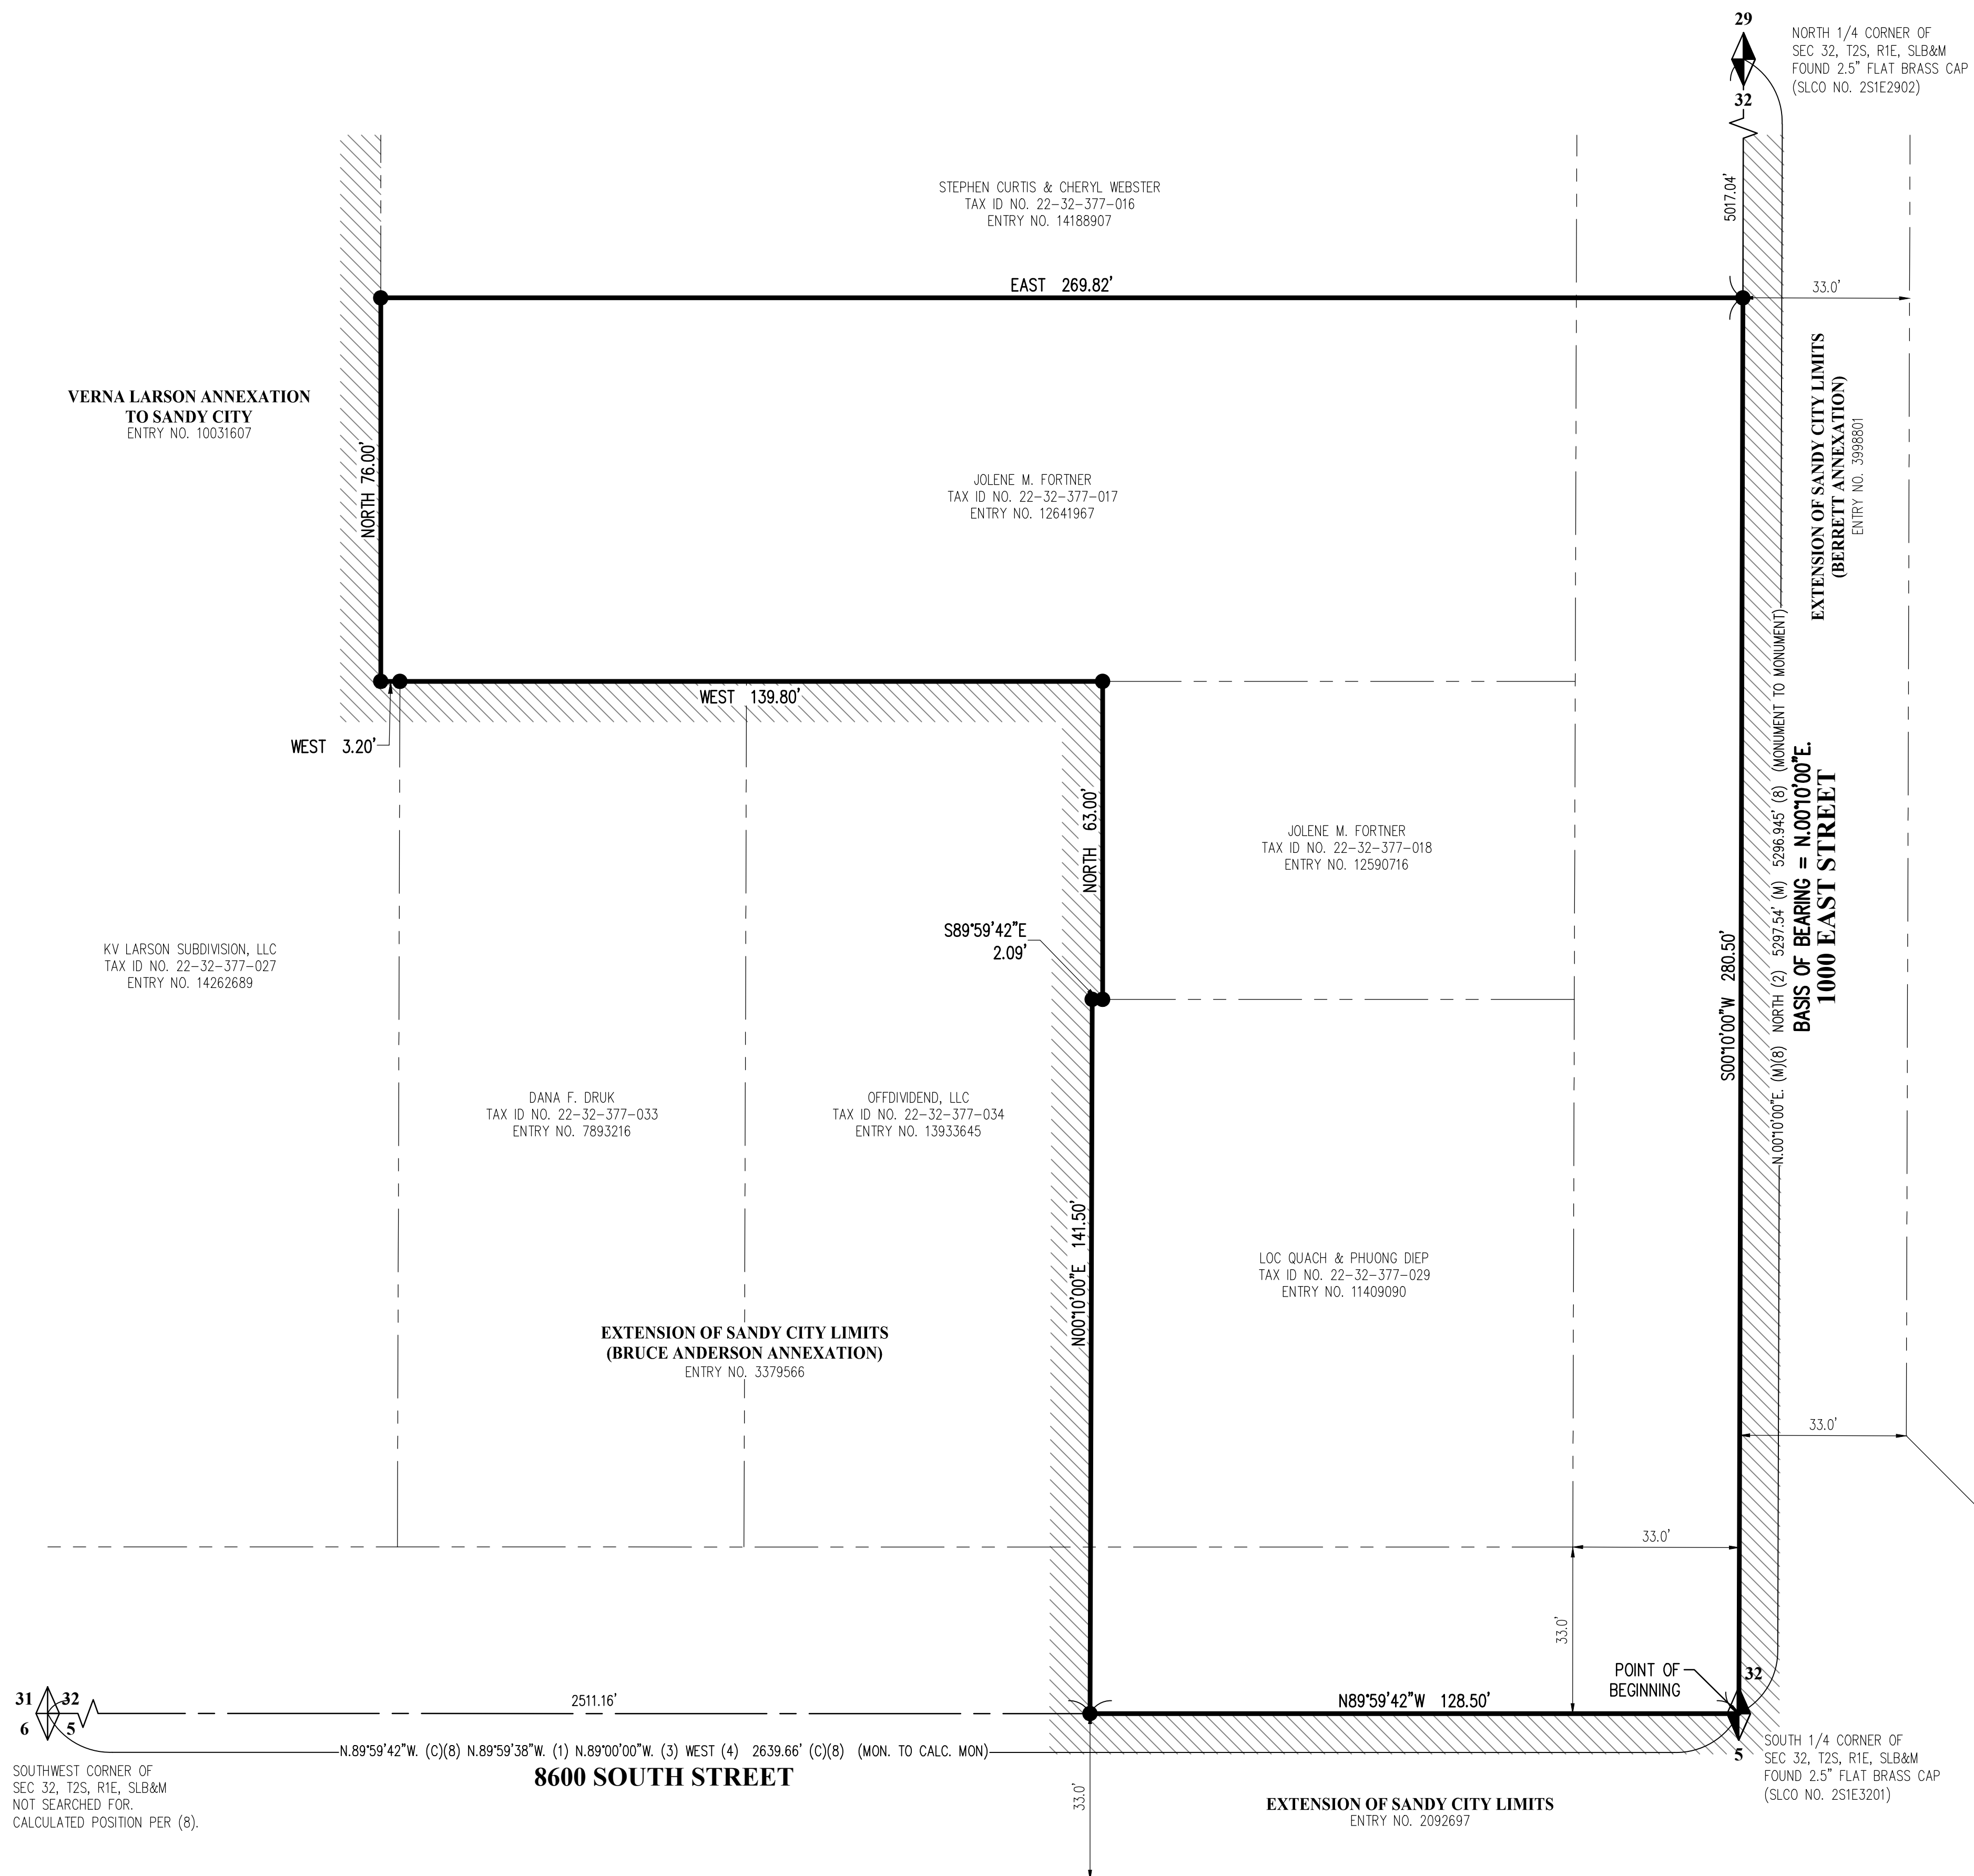 29
NORTH 1/4 CORNER OF
SEC 32, T2S, R1E, SLB&M
FOUND 2.5" FLAT BRASS CAP
(SLCO NO. 2S1E2902)
32
5017.04'
STEPHEN CURTIS & CHERYL WEBSTER
TAX ID NO. 22-32-377-016
ENTRY NO. 14188907
EAST 269.82'
33.0'
VERNA LARSON ANNEXATION
TO SANDY CITY
ENTRY NO. 10031607
NORTH 76.00'
JOLENE M. FORTNER
TAX ID NO. 22-32-377-017
ENTRY NO. 12641967
EXTENSION OF SANDY CITY LIMITS
(BERRETT ANNEXATION)
ENTRY NO. 3998801
WEST 139.80'
WEST 3.20'
NORTH 63.00'
JOLENE M. FORTNER
TAX ID NO. 22-32-377-018
ENTRY NO. 12590716
S89°59'42"E
2.09'
S00°10'00"W 280.50'
N.00°10'00"E. (M)(8) NORTH (2) 5297.54' (M) 5296.945' (8) (MONUMENT TO MONUMENT)
BASIS OF BEARING = N.00°10'00"E.
1000 EAST STREET
KV LARSON SUBDIVISION, LLC
TAX ID NO. 22-32-377-027
ENTRY NO. 14262689
DANA F. DRUK
TAX ID NO. 22-32-377-033
ENTRY NO. 7893216
OFFDIVIDEND, LLC
TAX ID NO. 22-32-377-034
ENTRY NO. 13933645
N00°10'00"E 141.50'
LOC QUACH & PHUONG DIEP
TAX ID NO. 22-32-377-029
ENTRY NO. 11409090
EXTENSION OF SANDY CITY LIMITS
(BRUCE ANDERSON ANNEXATION)
ENTRY NO. 3379566
33.0'
33.0'
33.0'
POINT OF
BEGINNING
32
31 32
6 5
2511.16'
N89°59'42"W 128.50'
5
SOUTH 1/4 CORNER OF
SEC 32, T2S, R1E, SLB&M
FOUND 2.5" FLAT BRASS CAP
(SLCO NO. 2S1E3201)
N.89°59'42"W. (C)(8) N.89°59'38"W. (1) N.89°00'00"W. (3) WEST (4) 2639.66' (C)(8) (MON. TO CALC. MON)
8600 SOUTH STREET
SOUTHWEST CORNER OF
SEC 32, T2S, R1E, SLB&M
NOT SEARCHED FOR.
CALCULATED POSITION PER (8).
33.0'
EXTENSION OF SANDY CITY LIMITS
ENTRY NO. 2092697